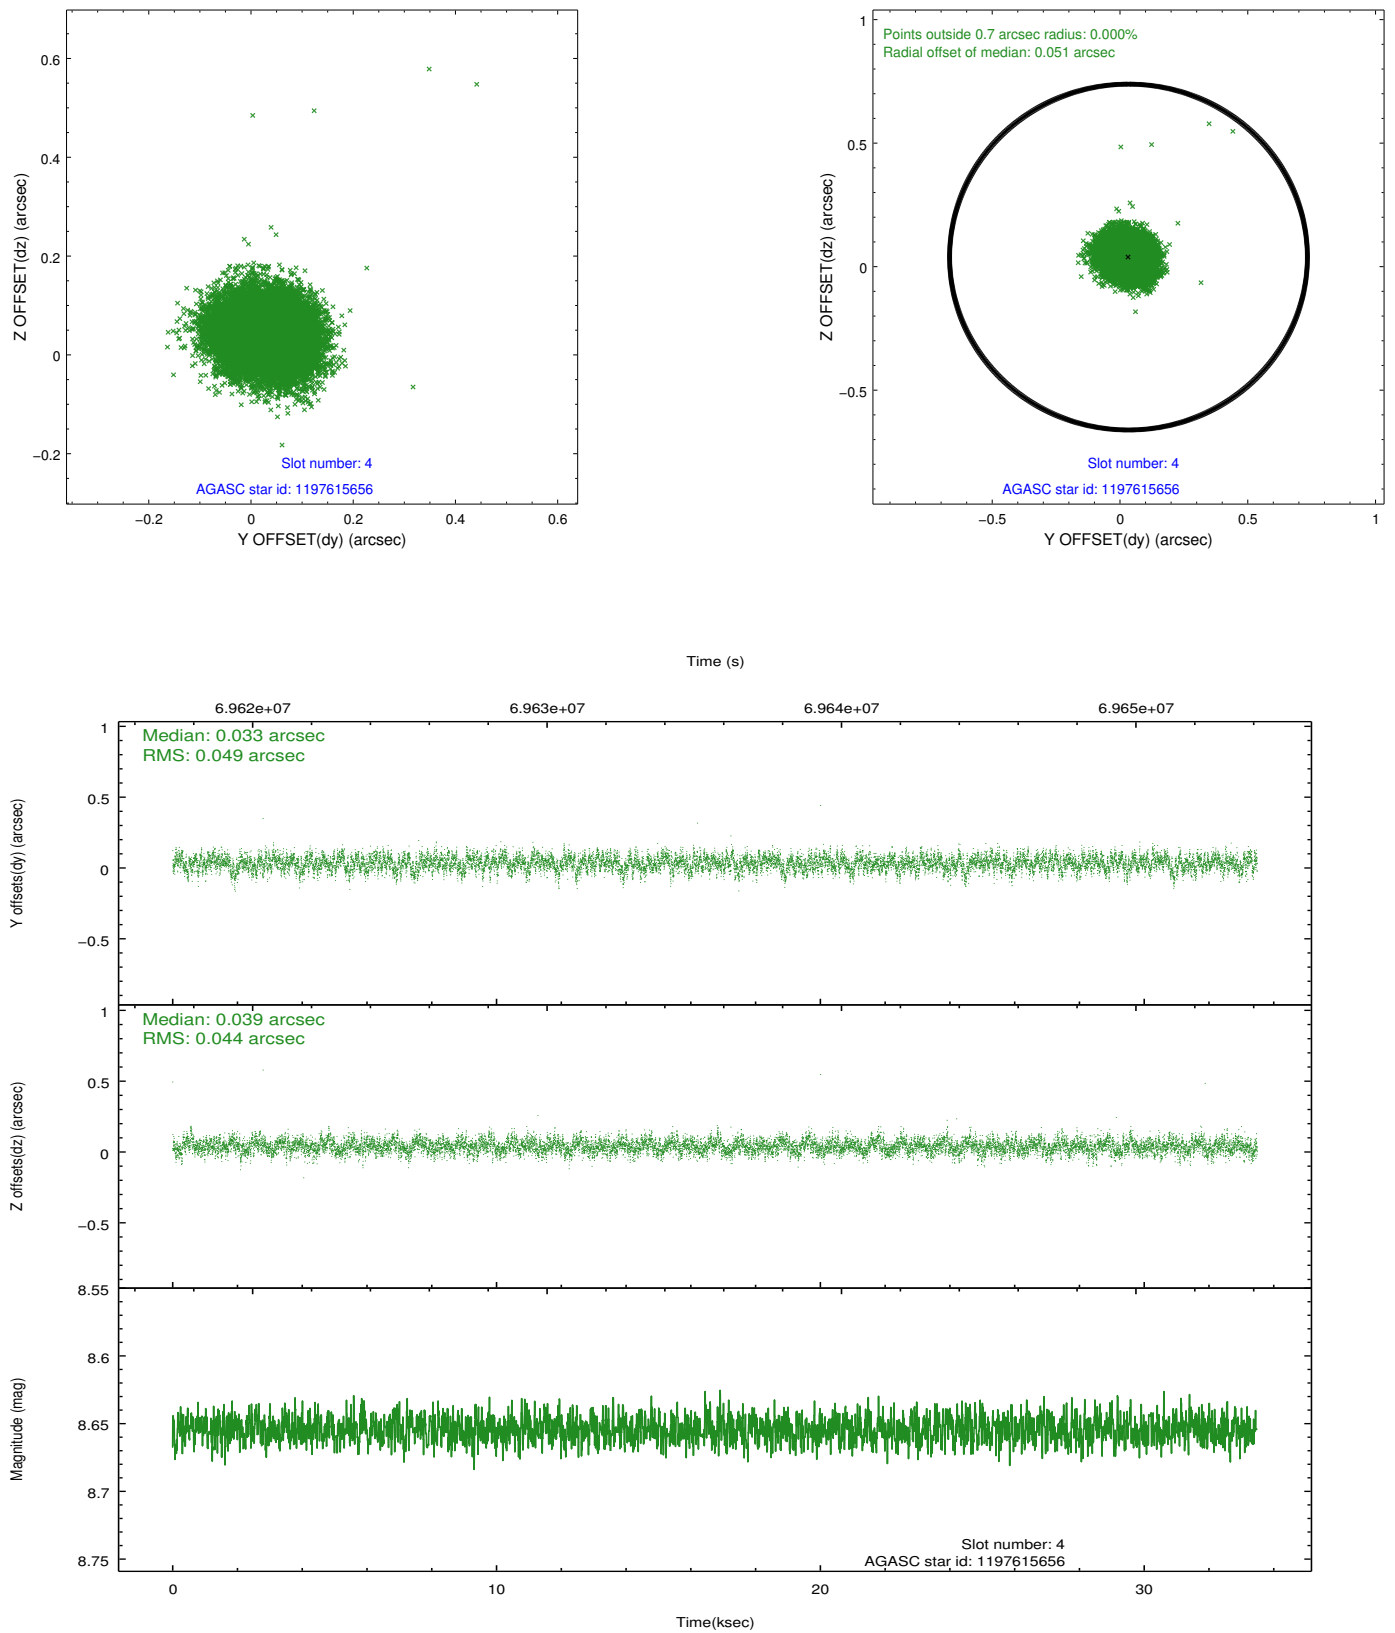 0.6
0.4
0.2
0
−0.2
Z OFFSET(dz) (arcsec)
Slot number: 4
AGASC star id: 1197615656
−0.2 0 0.2 0.4 0.6
Y OFFSET(dy) (arcsec)
Points outside 0.7 arcsec radius: 0.000%
Radial offset of median: 0.051 arcsec
1
0.5
0
−0.5
Z OFFSET(dz) (arcsec)
Slot number: 4
AGASC star id: 1197615656
−0.5 0 0.5 1
Y OFFSET(dy) (arcsec)
Time (s)
6.962e+07 6.963e+07 6.964e+07 6.965e+07
Median: 0.033 arcsec
RMS: 0.049 arcsec
1
0.5
0
−0.5
Y offsets(dy) (arcsec)
Median: 0.039 arcsec
RMS: 0.044 arcsec
1
0.5
0
−0.5
Z offsets(dz) (arcsec)
8.55
8.6
8.65
8.7
8.75
Magnitude (mag)
Slot number: 4
AGASC star id: 1197615656
0 10 20 30
Time(ksec)